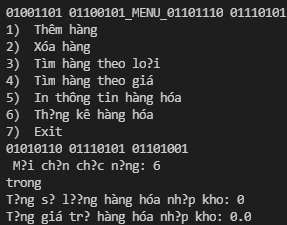 01001101 01100101_MENU_01101110 01110101
1)  Thêm hàng
2)  Xóa hàng
3)  Tìm hàng theo lo?i
4)  Tìm hàng theo giá
5)  In thông tin hàng hóa
6)  Th?ng kê hàng hóa
7)  Exit
01010110 01110101 01101001
 M?i ch?n ch?c n?ng: 6
trong
T?ng s? l??ng hàng hóa nh?p kho: 0
T?ng giá tr? hàng hóa nh?p kho: 0.0